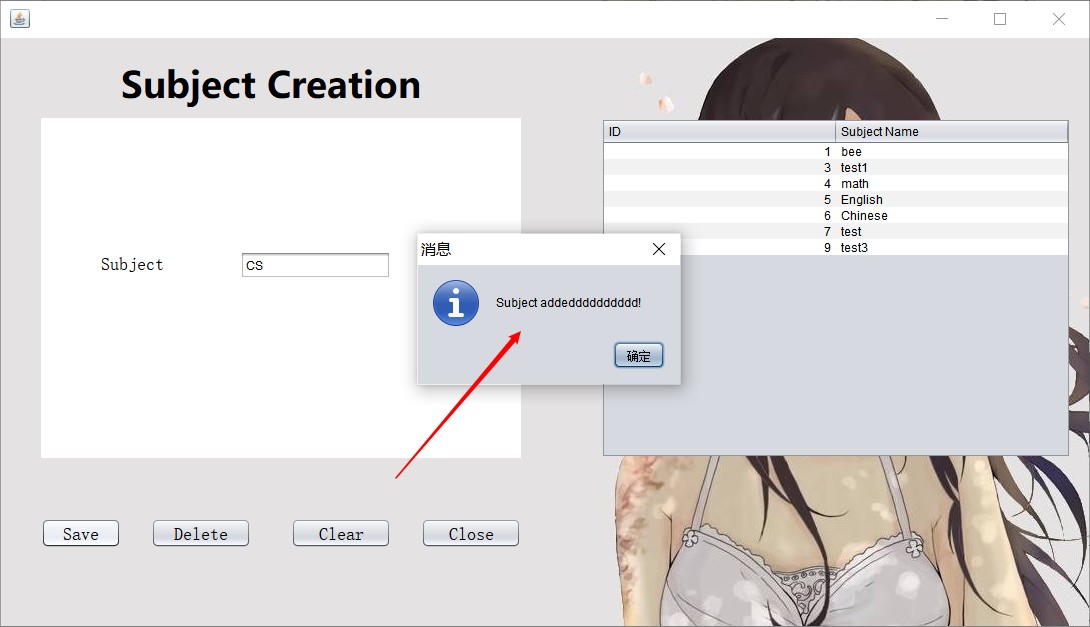 Subject Creation
ID Subject Name
1 bee
3 test1
4 math
5 English
6 Chinese
7 test
9 test3
Subject CS
消息
Subject addedddddddddd!
确定
Save Delete Clear Close